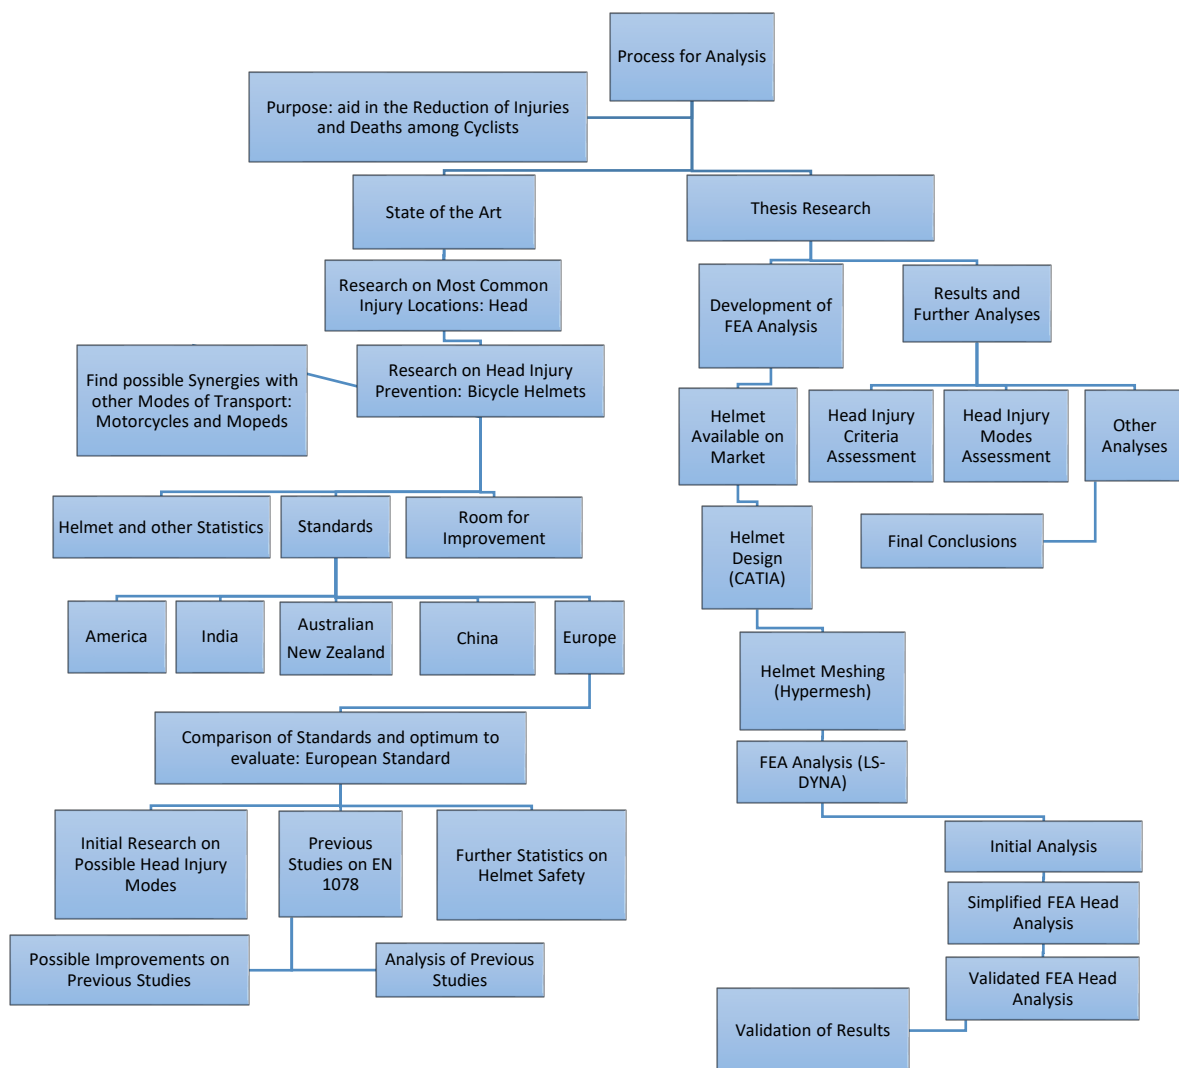 Process for Analysis
Purpose: aid in the Reduction of Injuries
and Deaths among Cyclists
State of the Art
Thesis Research
Research on Most Common
Injury Locations: Head
Development of
FEA Analysis
Results and
Further Analyses
Find possible Synergies with
other Modes of Transport:
Motorcycles and Mopeds
Research on Head Injury
Prevention: Bicycle Helmets
Helmet
Available on
Market
Head Injury
Criteria
Assessment
Head Injury
Modes
Assessment
Other
Analyses
Helmet and other Statistics
Standards
Room for
Improvement
Helmet
Design
(CATIA)
Final Conclusions
America
India
Australian
New Zealand
China
Europe
Helmet Meshing
(Hypermesh)
Comparison of Standards and optimum to
evaluate: European Standard
FEA Analysis (LS-
DYNA)
Initial Research on
Possible Head Injury
Modes
Previous
Studies on EN
1078
Further Statistics on
Helmet Safety
Initial Analysis
Simplified FEA Head
Analysis
Possible Improvements on
Previous Studies
Analysis of Previous
Studies
Validated FEA Head
Analysis
Validation of Results